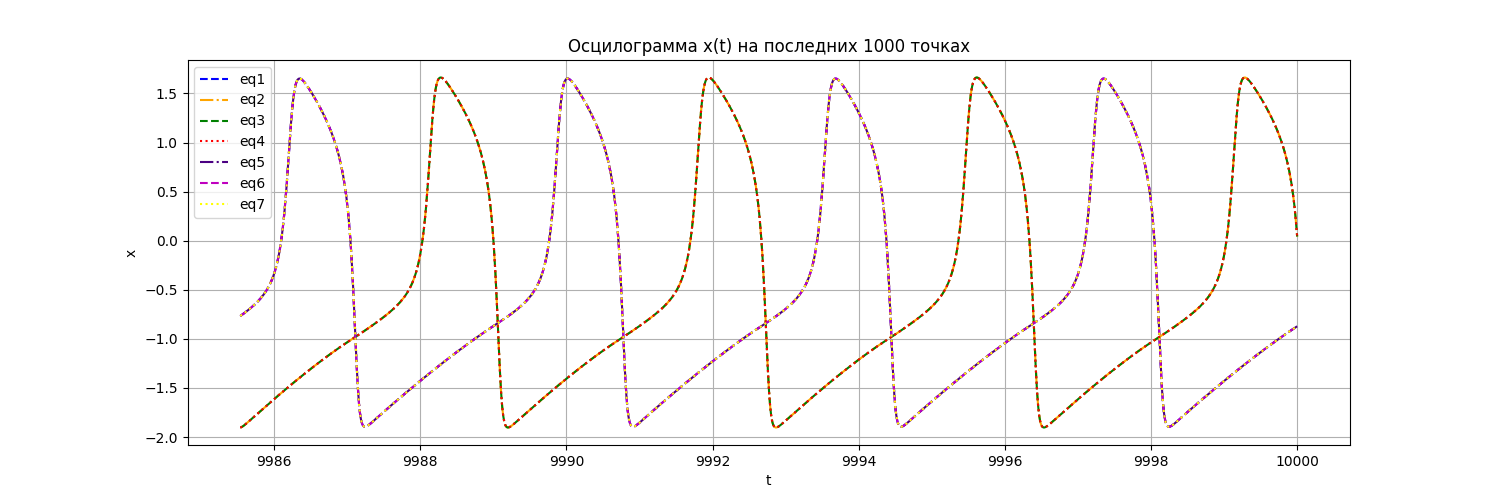 Осцилограмма x(t) на последних 1000 точках
eq1
eq2
eq3
eq4
eq5
eq6
eq7
x
1.5
1.0
0.5
0.0
−0.5
−1.0
−1.5
−2.0
9986
9988
9990
9992
9994
9996
9998
10000
t